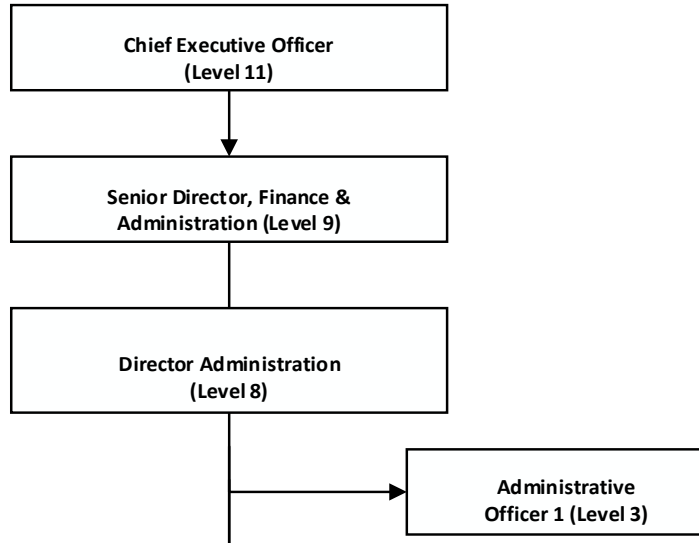 Chief Executive Officer
(Level 11)
Senior Director, Finance &
Administration (Level 9)
Director Administration
(Level 8)
Administrative
Officer 1 (Level 3)